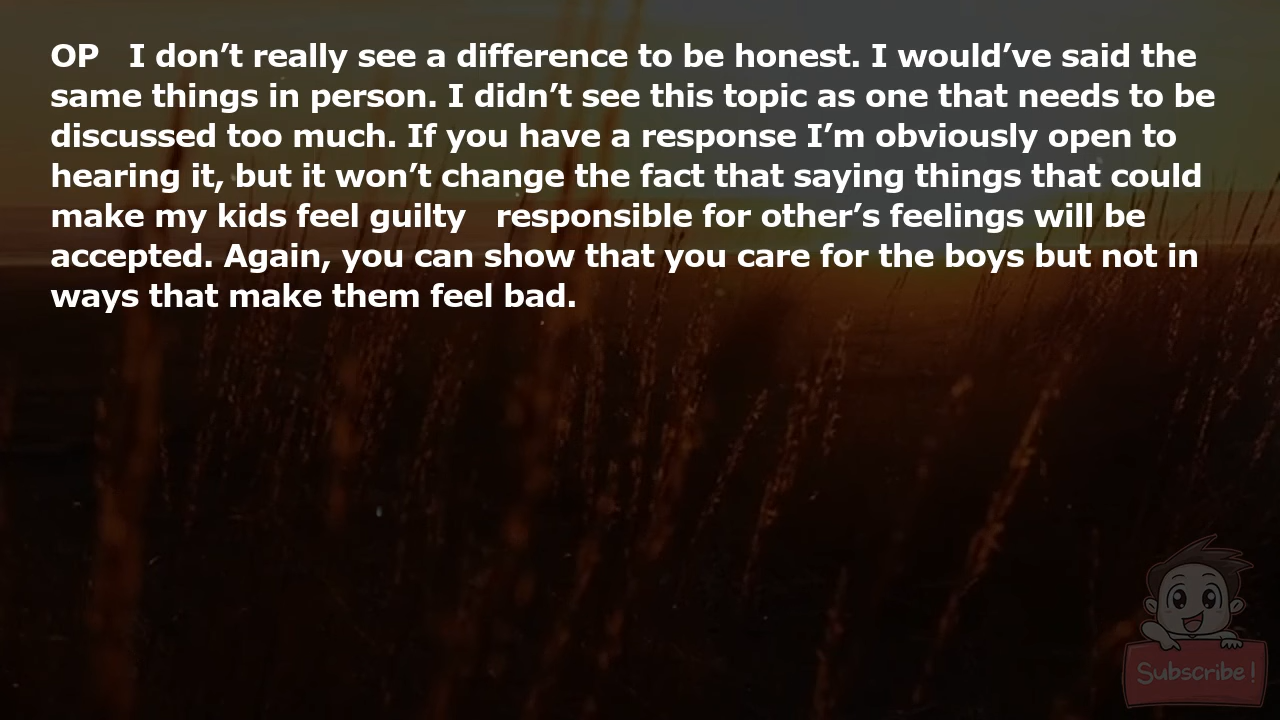 OP   I don’t really see a difference to be honest. I would’ve said the
same things in person. I didn’t see this topic as one that needs to be
discussed too much. If you have a response I’m obviously open to
hearing it, but it won’t change the fact that saying things that could
make my kids feel guilty   responsible for other’s feelings will be
accepted. Again, you can show that you care for the boys but not in
ways that make them feel bad.
Subscribe!